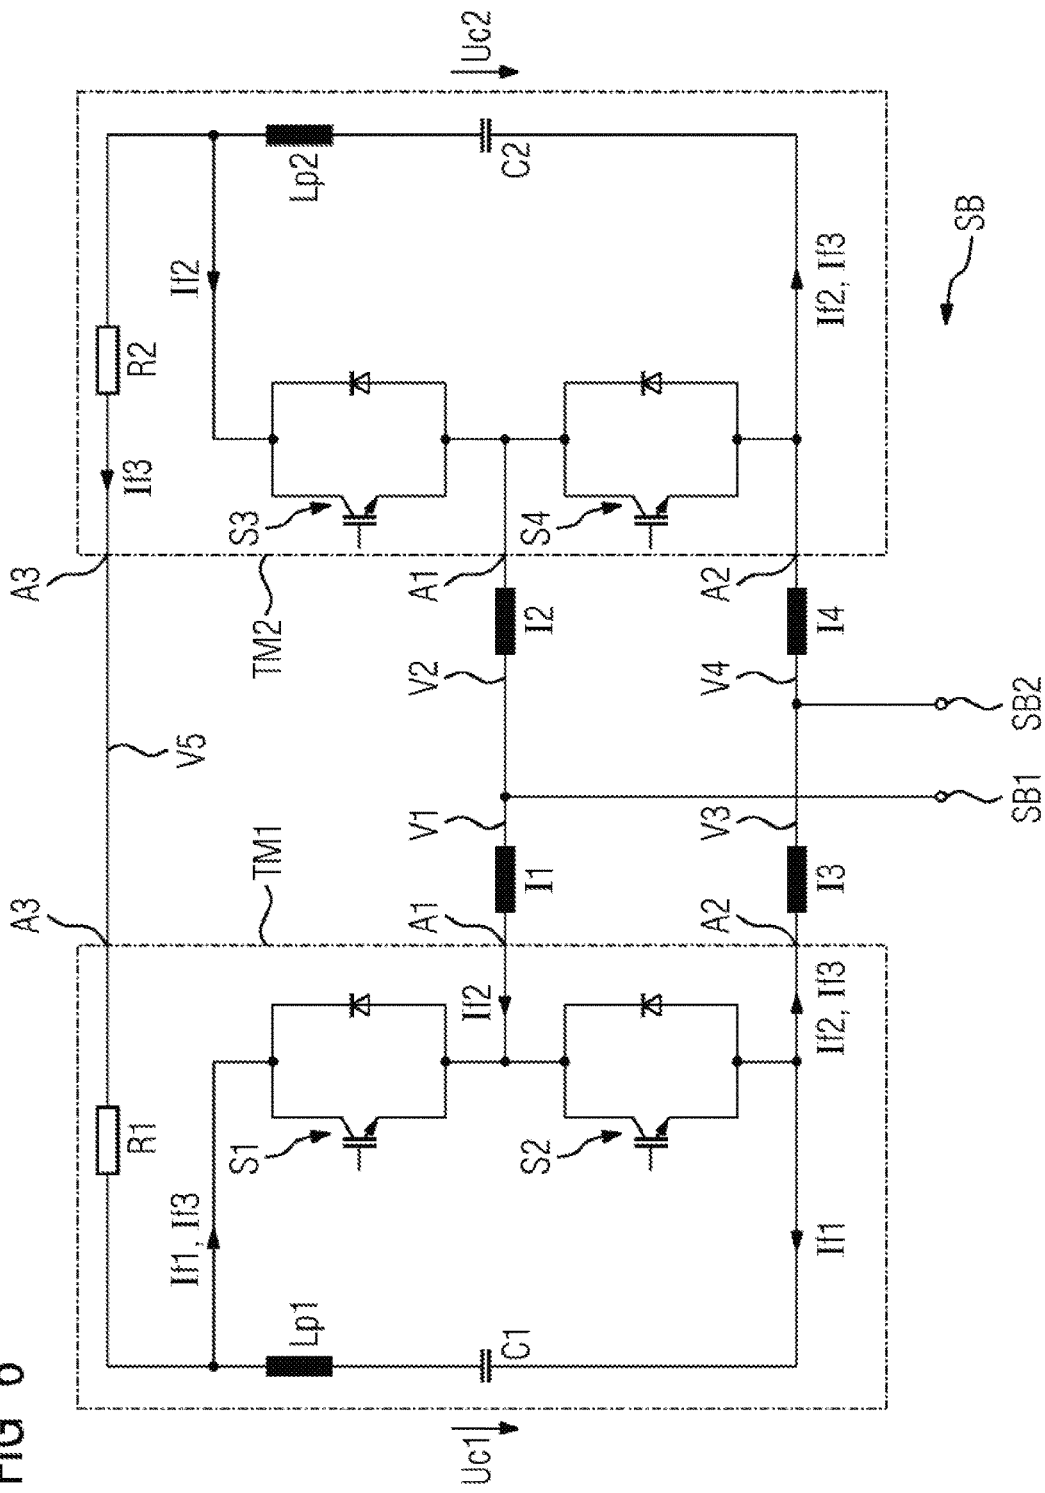 FIG 6
A3
A3
R1
If3
R2
If1, If3
V5
If2
S1
TM1
TM2
S3
Lp1
Lp2
A1
V1
V2
A1
Uc1
If2
Uc2
C1
C2
S2
I1
I2
S4
A2
V3
V4
A2
If1
If2, If3
I3
I4
If2, If3
SB
SB1
SB2